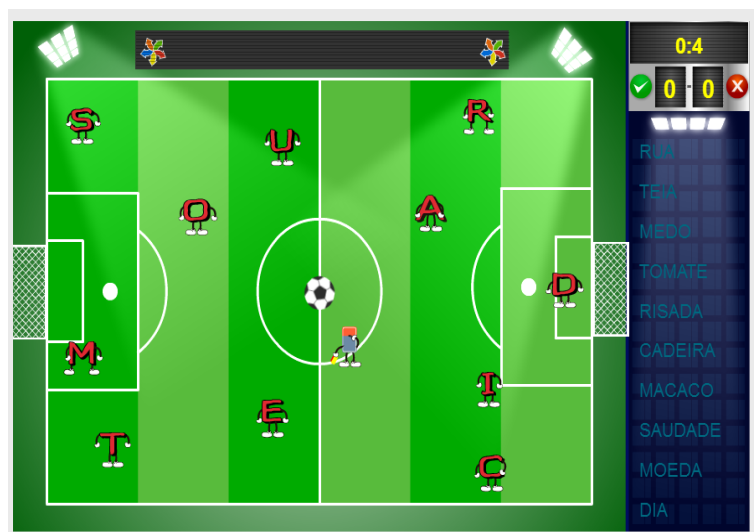 0:4
0 - 0 X
S
U
R
O
A
D
M
I
E
T
C
RUA
TEIA
MEDO
TOMATE
RISADA
CADEIRA
MACACO
SAUDADE
MOEDA
DIA